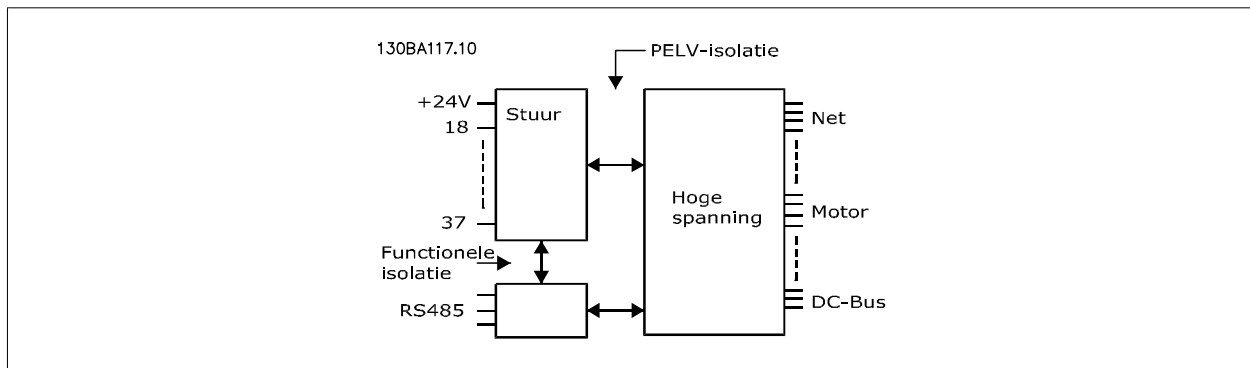 130BA117.10
PELV-isolatie
+24V
Stuur
18
Net
37
Hoge
spanning
Motor
Functionele
isolatie
RS485
DC-Bus